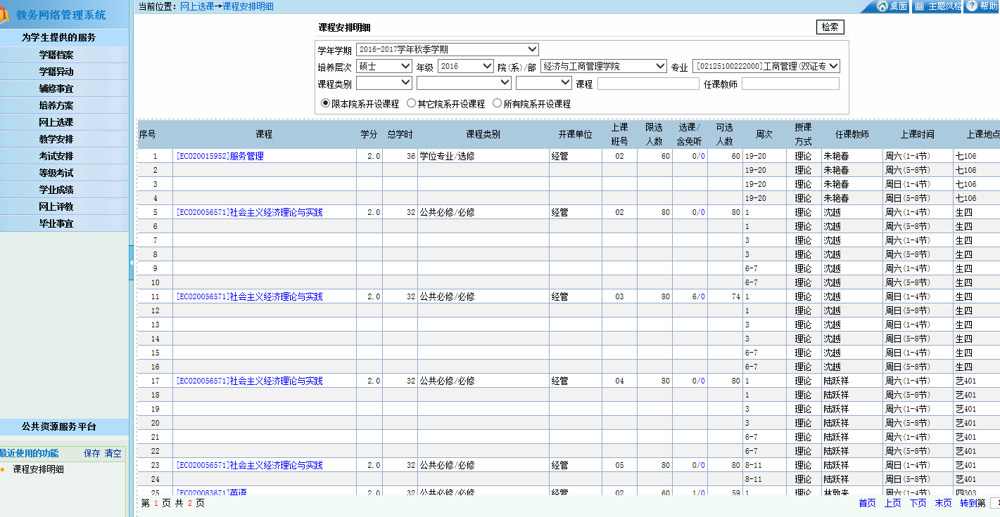 教务网络管理系统
当前位置：网上选课→课程安排明细
桌面 主题风格 帮助
为学生提供的服务
学籍档案
学籍异动
辅修事宜
培养方案
网上选课
教学安排
考试安排
等级考试
学业成绩
网上评教
毕业事宜
公共资源服务平台
最近使用的功能 保存 清空
课程安排明细
课程安排明细 检索
学年学期 2016-2017学年秋季学期
培养层次 硕士 年级 2016 院(系)/部 经济与工商管理学院 专业 [02125100222000]工商管理(双证专
课程类别 课程 任课教师
限本院系开设课程 其它院系开设课程 所有院系开设课程
序号 课程 学分 总学时 课程类别 开课单位 上课班号 限选人数 选课/含免听 可选人数 周次 授课方式 任课教师 上课时间 上课地点
1 [ECO20015952]服务管理 2.0 36 学位专业/选修 经管 02 60 0/0 60 19-20 理论 朱艳春 周六(1-4节) 七106
2 19-20 理论 朱艳春 周六(5-8节) 七106
3 19-20 理论 朱艳春 周日(1-4节) 七106
4 19-20 理论 朱艳春 周日(5-8节) 七106
5 [ECO20056571]社会主义经济理论与实践 2.0 32 公共必修/必修 经管 02 80 0/0 80 1 理论 沈越 周六(1-4节) 生四
6 1 理论 沈越 周六(5-8节) 生四
7 3 理论 沈越 周六(1-4节) 生四
8 3 理论 沈越 周六(5-8节) 生四
9 6-7 理论 沈越 周六(1-4节) 生四
10 6-7 理论 沈越 周六(5-8节) 生四
11 [ECO20056571]社会主义经济理论与实践 2.0 32 公共必修/必修 经管 03 80 6/0 74 1 理论 沈越 周日(1-4节) 生四
12 1 理论 沈越 周日(5-8节) 生四
13 3 理论 沈越 周日(1-4节) 生四
14 3 理论 沈越 周日(5-8节) 生四
15 6-7 理论 沈越 周日(1-4节) 生四
16 6-7 理论 沈越 周日(5-8节) 生四
17 [ECO20056571]社会主义经济理论与实践 2.0 32 公共必修/必修 经管 04 80 0/0 80 1 理论 陆跃祥 周六(1-4节) 艺401
18 1 理论 陆跃祥 周六(5-8节) 艺401
19 3 理论 陆跃祥 周六(1-4节) 艺401
20 3 理论 陆跃祥 周六(5-8节) 艺401
21 6-7 理论 陆跃祥 周六(1-4节) 艺401
22 6-7 理论 陆跃祥 周六(5-8节) 艺401
23 [ECO20056571]社会主义经济理论与实践 2.0 32 公共必修/必修 经管 05 80 0/0 80 8-11 理论 陆跃祥 周日(1-4节) 艺401
24 8-11 理论 陆跃祥 周日(5-8节) 艺401
25 [ECO20083671]英语 2.0 32 公共必修/必修 经管 02 60 1/0 59 1 理论 林敦来 周六(1-4节) 四303
第 1 页 共 2 页 首页 上页 下页 末页 转到第 1